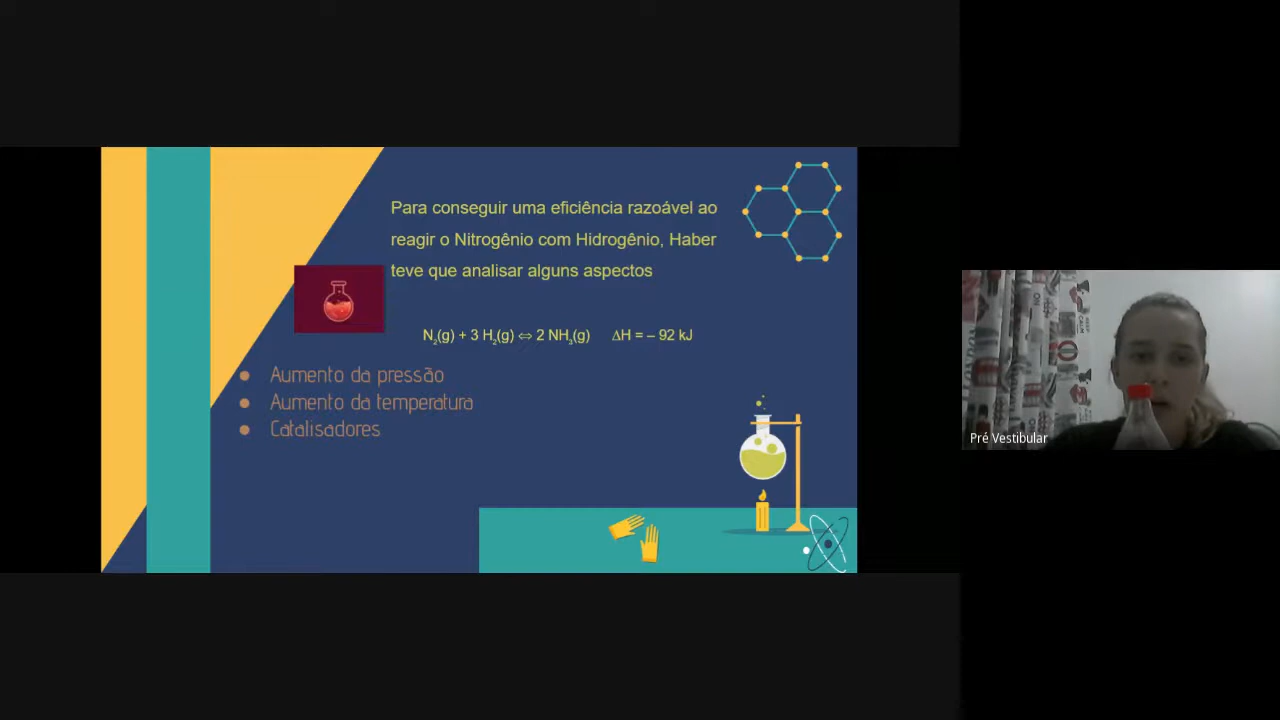 Para conseguir uma eficiência razoável ao
reagir o Nitrogênio com Hidrogênio, Haber
teve que analisar alguns aspectos
N₂(g) + 3 H₂(g) ⇔ 2 NH₃(g) ΔH = – 92 kJ
● Aumento da pressão
● Aumento da temperatura
● Catalisadores
Pré Vestibular